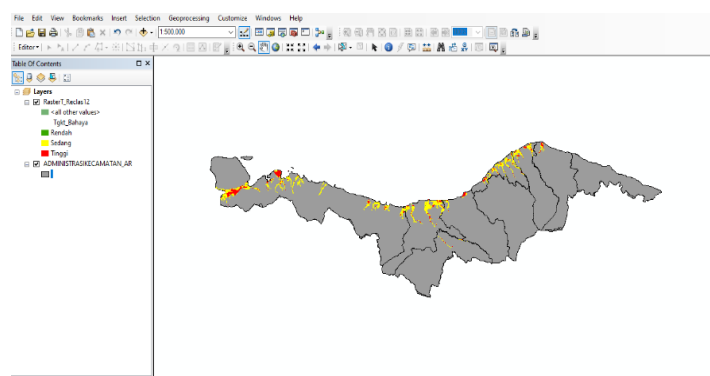 File Edit View Bookmarks Insert Selection Geoprocessing Customize Windows Help
1:500.000
Editor
Table Of Contents
Layers
RasterT_Reclas12
<all other values>
Tgkt_Bahaya
Rendah
Sedang
Tinggi
ADMINISTRASIKECAMATAN_AR